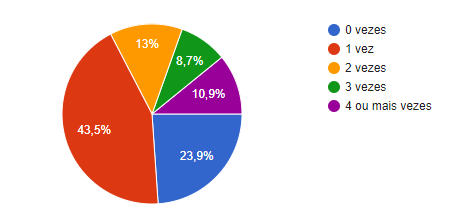 0 vezes
1 vez
2 vezes
3 vezes
4 ou mais vezes
13%
8,7%
10,9%
43,5%
23,9%